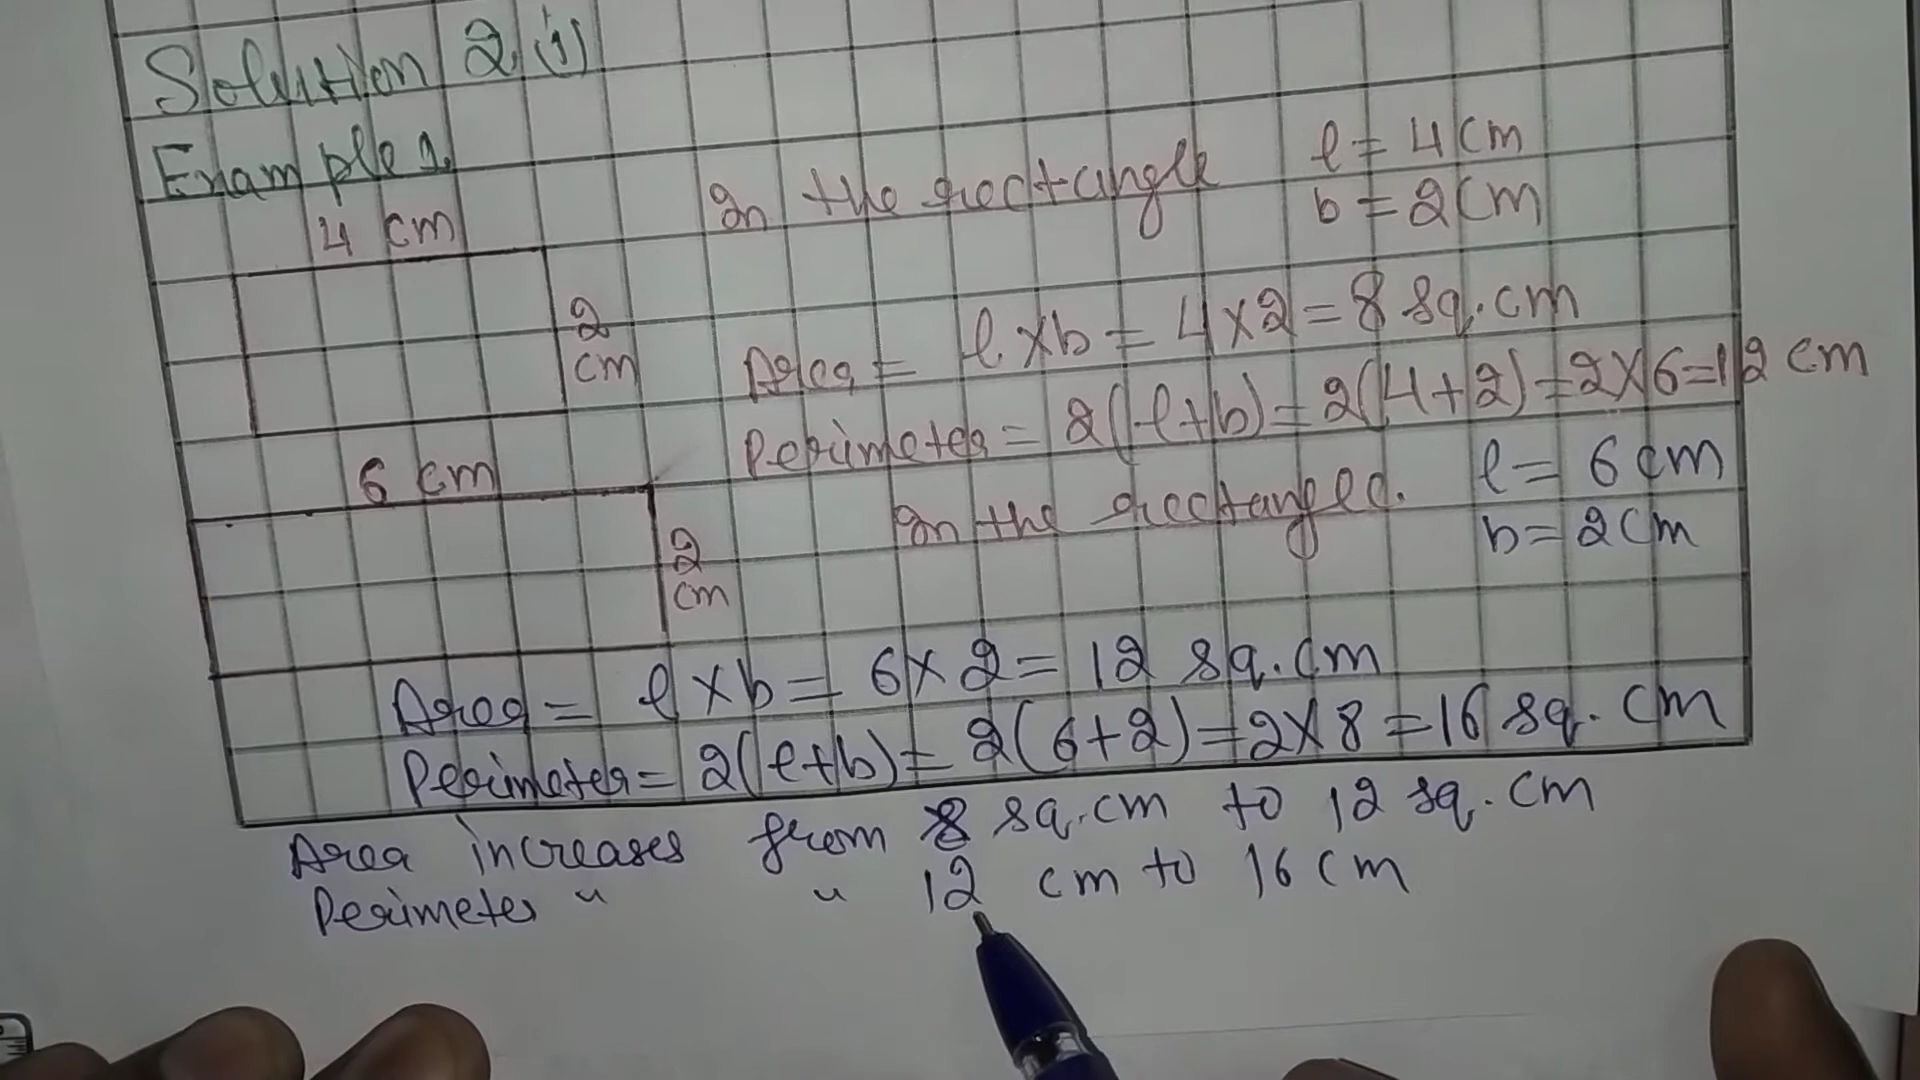 Solution 2(1)
Example 1.
4 cm
2
cm
In the rectangle
l = 4 cm
b = 2 cm
Area = l×b = 4×2 = 8 sq.cm
Perimeter = 2(l+b) = 2(4+2) = 2×6 = 12 cm
6 cm
2
cm
In the rectangle.
l = 6 cm
b = 2 cm
Area = l×b = 6×2 = 12 sq.cm
Perimeter = 2(l+b) = 2(6+2) = 2×8 = 16 sq. cm
Area increases from 8 sq.cm to 12 sq.cm
Perimeter " " 12 cm to 16 cm